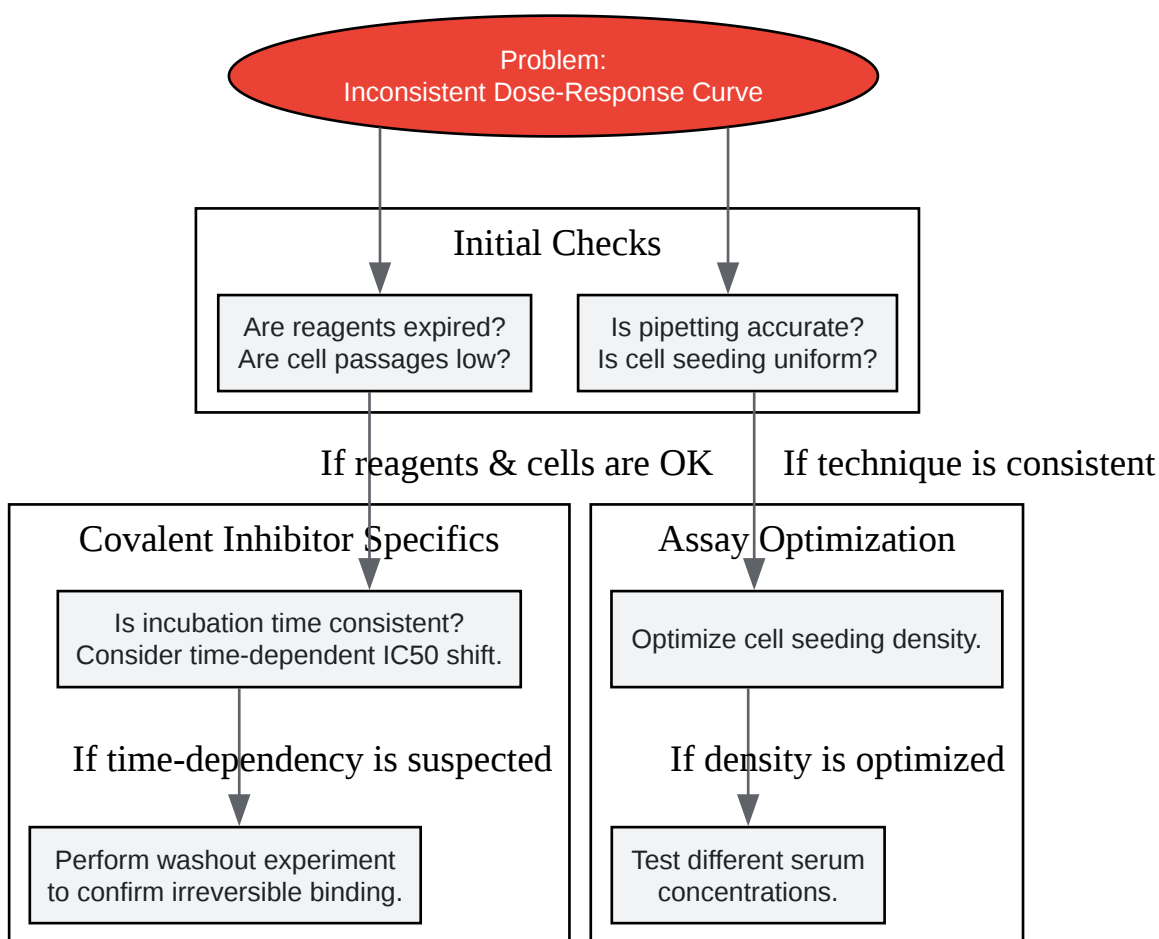 Problem:
Inconsistent Dose-Response Curve
Initial Checks
Are reagents expired?
Are cell passages low?
Is pipetting accurate?
Is cell seeding uniform?
If reagents & cells are OK
If technique is consistent
Covalent Inhibitor Specifics
Assay Optimization
Is incubation time consistent?
Consider time-dependent IC50 shift.
Optimize cell seeding density.
If time-dependency is suspected
If density is optimized
Perform washout experiment
to confirm irreversible binding.
Test different serum
concentrations.